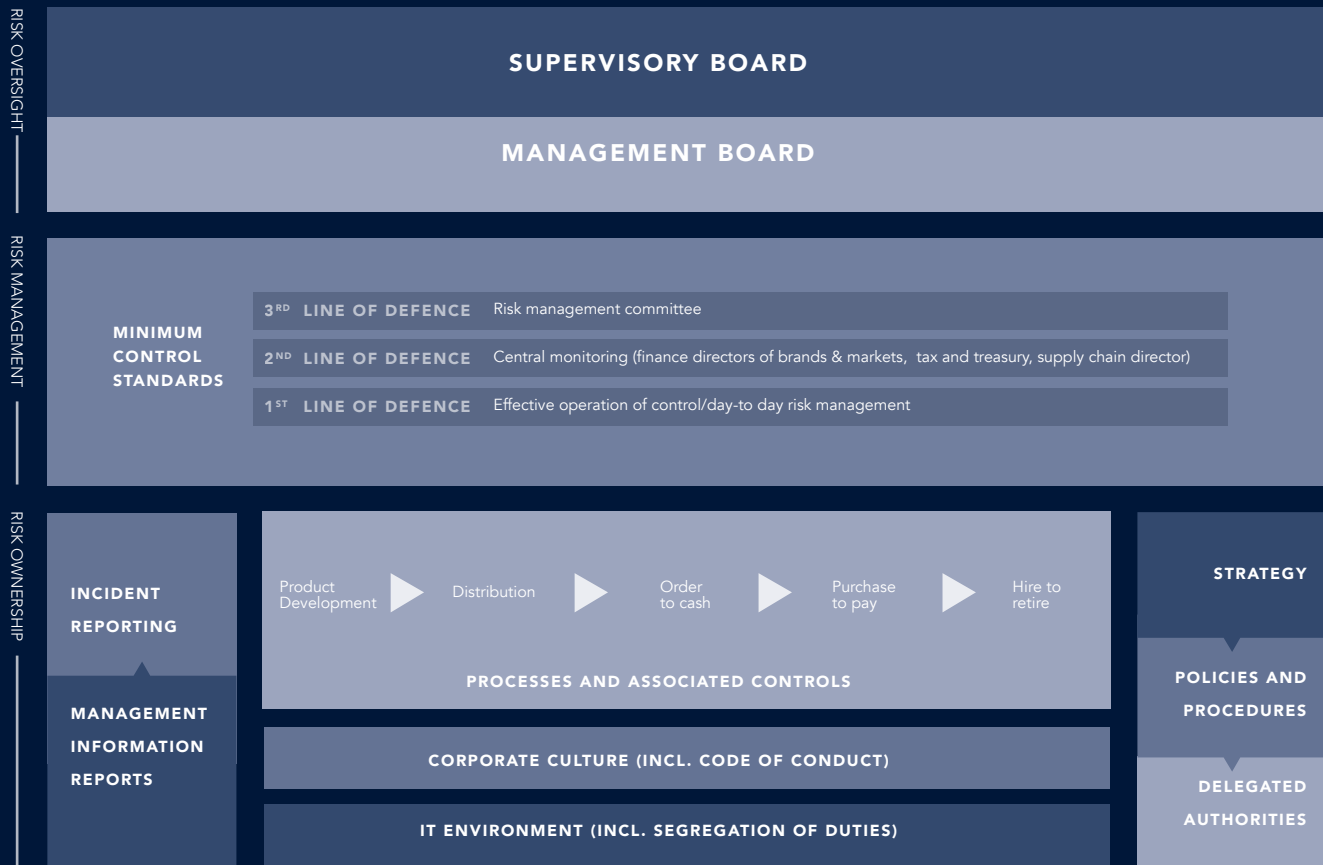 RISK OVERSIGHT
SUPERVISORY BOARD
MANAGEMENT BOARD
RISK MANAGEMENT
MINIMUM
CONTROL
STANDARDS
3RD LINE OF DEFENCE Risk management committee
2ND LINE OF DEFENCE Central monitoring (finance directors of brands & markets, tax and treasury, supply chain director)
1ST LINE OF DEFENCE Effective operation of control/day-to day risk management
RISK OWNERSHIP
INCIDENT
REPORTING
MANAGEMENT
INFORMATION
REPORTS
Product
Development
Distribution
Order
to cash
Purchase
to pay
Hire to
retire
PROCESSES AND ASSOCIATED CONTROLS
CORPORATE CULTURE (INCL. CODE OF CONDUCT)
IT ENVIRONMENT (INCL. SEGREGATION OF DUTIES)
STRATEGY
POLICIES AND
PROCEDURES
DELEGATED
AUTHORITIES